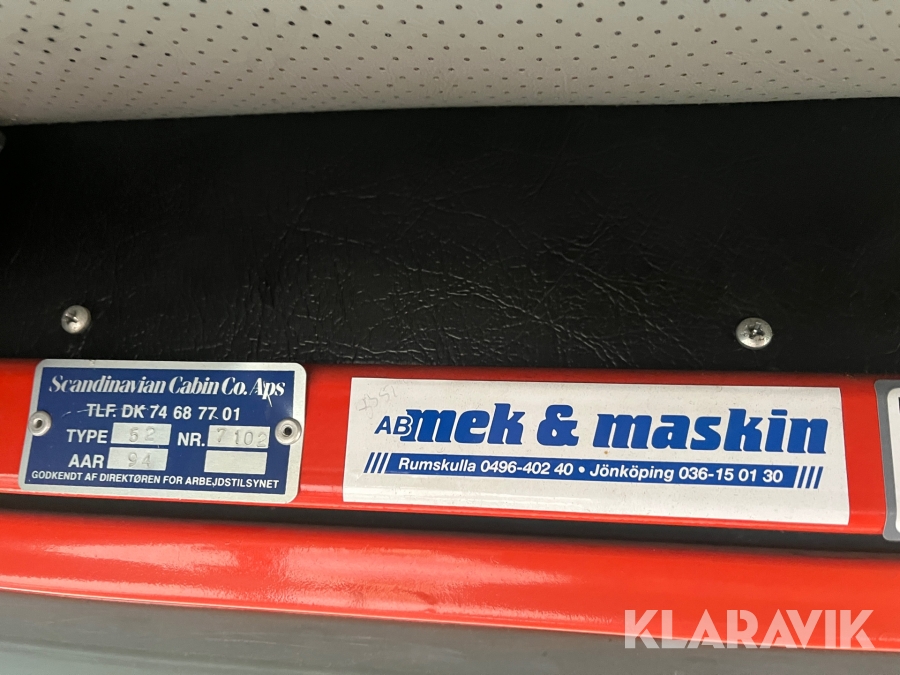 Scandinavian Cabin Co. Aps
TLF. DK 74 68 77 01
TYPE 52 NR. 7102
AAR 94
GODKENDT AF DIREKTØREN FOR ARBEJDSTILSYNET
AB mek & maskin
Rumskulla 0496-402 40 • Jönköping 036-15 01 30
KLARAVIK